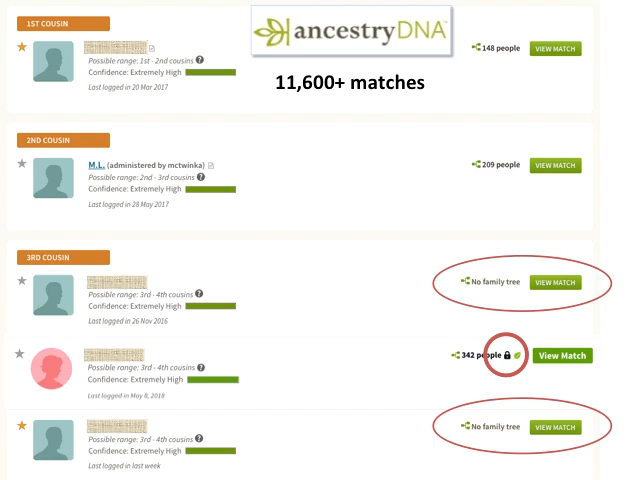 1ST COUSIN
ancestryDNA
Possible range: 1st - 2nd cousins ?
148 people VIEW MATCH
Confidence: Extremely High
11,600+ matches
Last logged in 20 Mar 2017
2ND COUSIN
M.L. (administered by mctwinka)
209 people VIEW MATCH
Possible range: 2nd - 3rd cousins ?
Confidence: Extremely High
Last logged in 28 May 2017
3RD COUSIN
No family tree VIEW MATCH
Possible range: 3rd - 4th cousins ?
Confidence: Extremely High
Last logged in 26 Nov 2016
342 people View Match
Possible range: 3rd - 4th cousins ?
Confidence: Extremely High
Last logged in May 8, 2018
No family tree VIEW MATCH
Possible range: 3rd - 4th cousins ?
Confidence: Extremely High
Last logged in last week